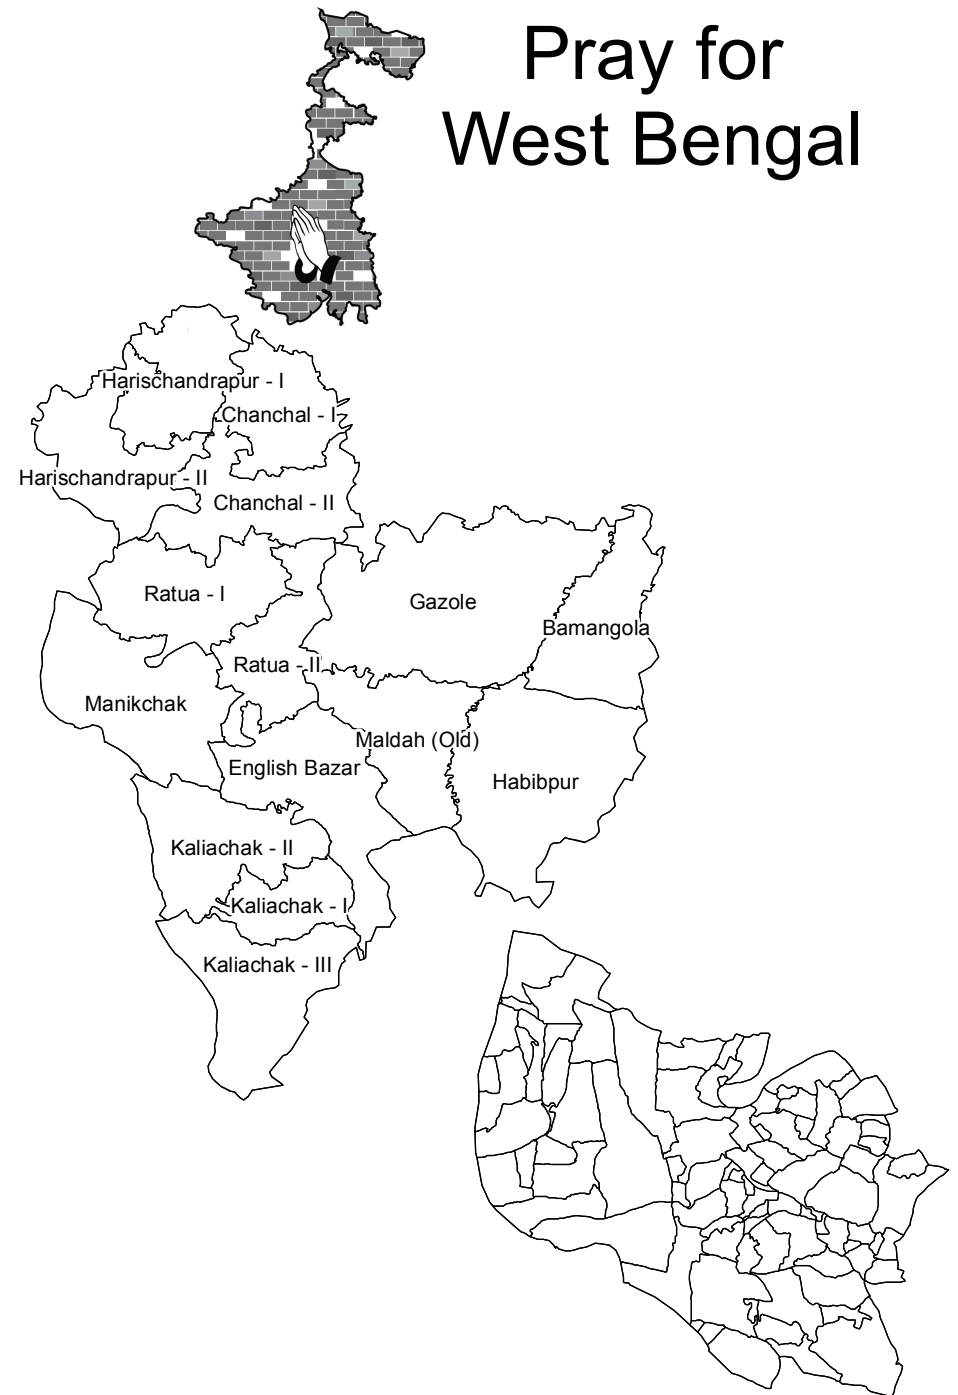 Pray for
West Bengal
Harischandrapur - I
Chanchal - I
Harischandrapur - II
Chanchal - II
Ratua - I
Gazole
Bamangola
Ratua - II
Manikchak
Maldah (Old)
English Bazar
Habibpur
Kaliachak - II
Kaliachak - I
Kaliachak - III